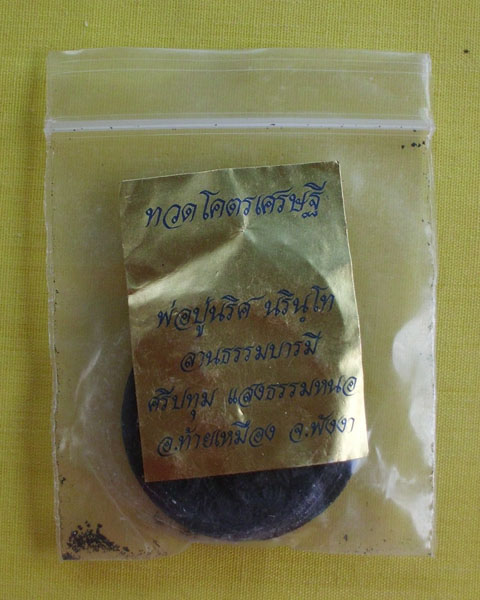 ทวดโคตรเศรษฐี
พ่อปู่นริศ นรินฺโท
ลานธรรมบารมี
ศรีปทุม แสงธรรมหนอ
อ.ท้ายเหมือง จ.พังงา